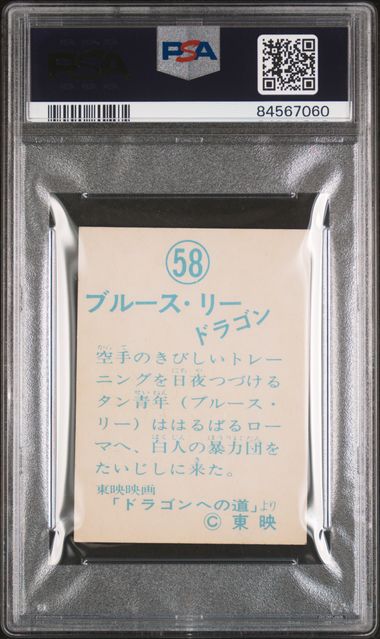 PSA
PSA
84567060
58
ブルース・リー
ドラゴン
空手のきびしいトレー
ニングを日夜つづける
タン青年（ブルース・
リー）ははるばるロー
マへ、白人の暴力団を
たいじしに来た。
東映映画
「ドラゴンへの道」より
© 東映